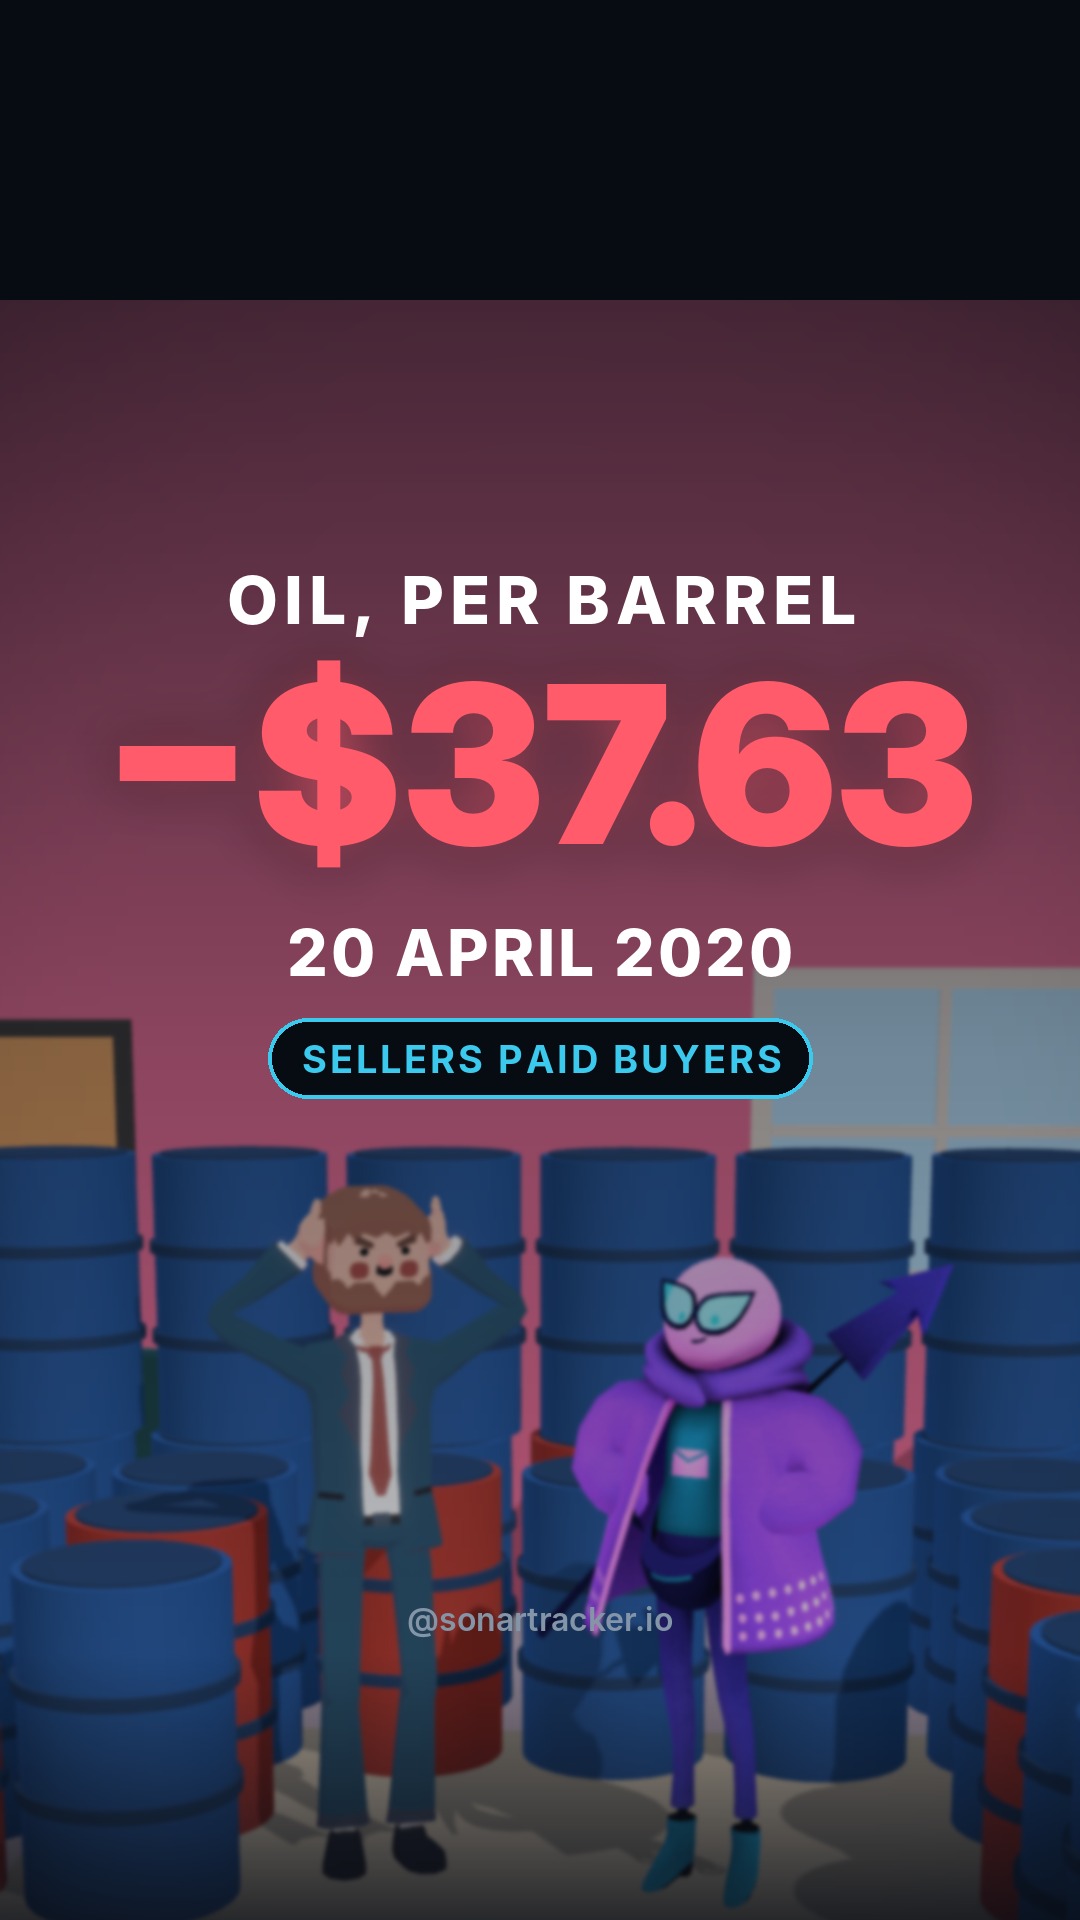 OIL, PER BARREL
–$37.63
20 APRIL 2020
SELLERS PAID BUYERS
@sonartracker.io